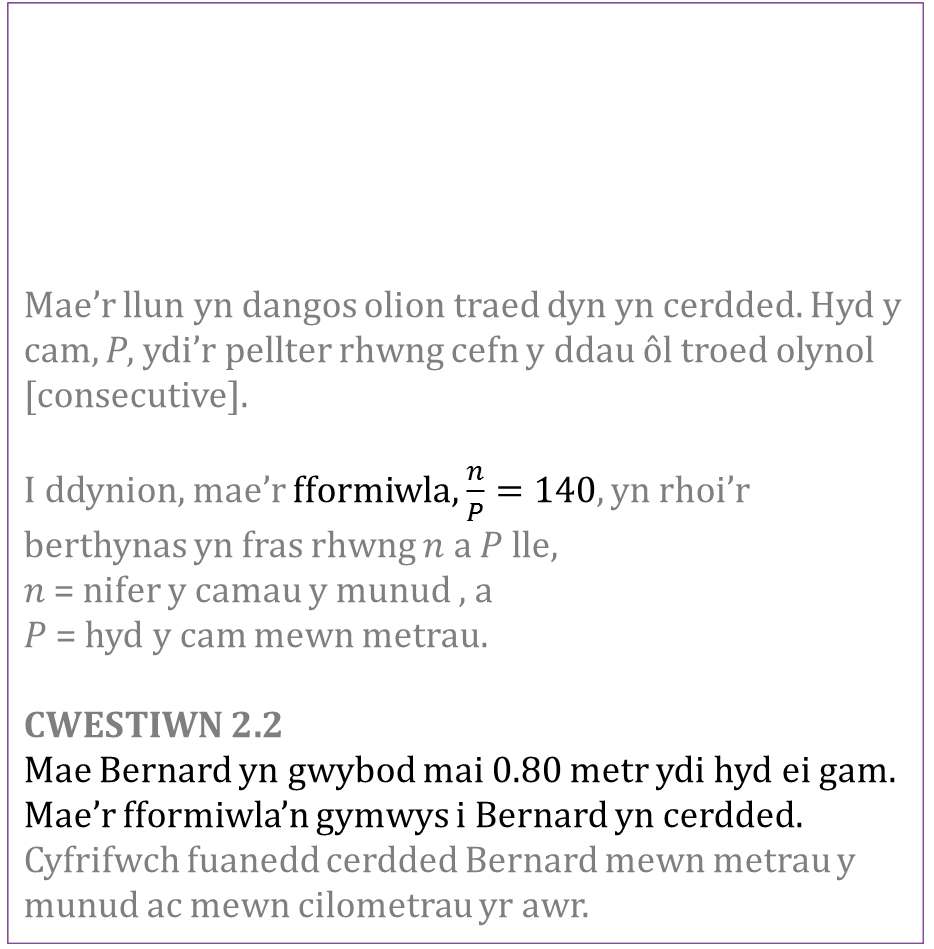 Mae'r llun yn dangos olion traed dyn yn cerdded. Hyd y
cam, P, ydi'r pellter rhwng cefn y ddau ôl troed olynol
[consecutive].
I ddynion, mae'r fformiwla, n/P = 140, yn rhoi'r
berthynas yn fras rhwng n a P lle,
n = nifer y camau y munud , a
P = hyd y cam mewn metrau.
CWESTIWN 2.2
Mae Bernard yn gwybod mai 0.80 metr ydi hyd ei gam.
Mae'r fformiwla'n gymwys i Bernard yn cerdded.
Cyfrifwch fuanedd cerdded Bernard mewn metrau y
munud ac mewn cilometrau yr awr.